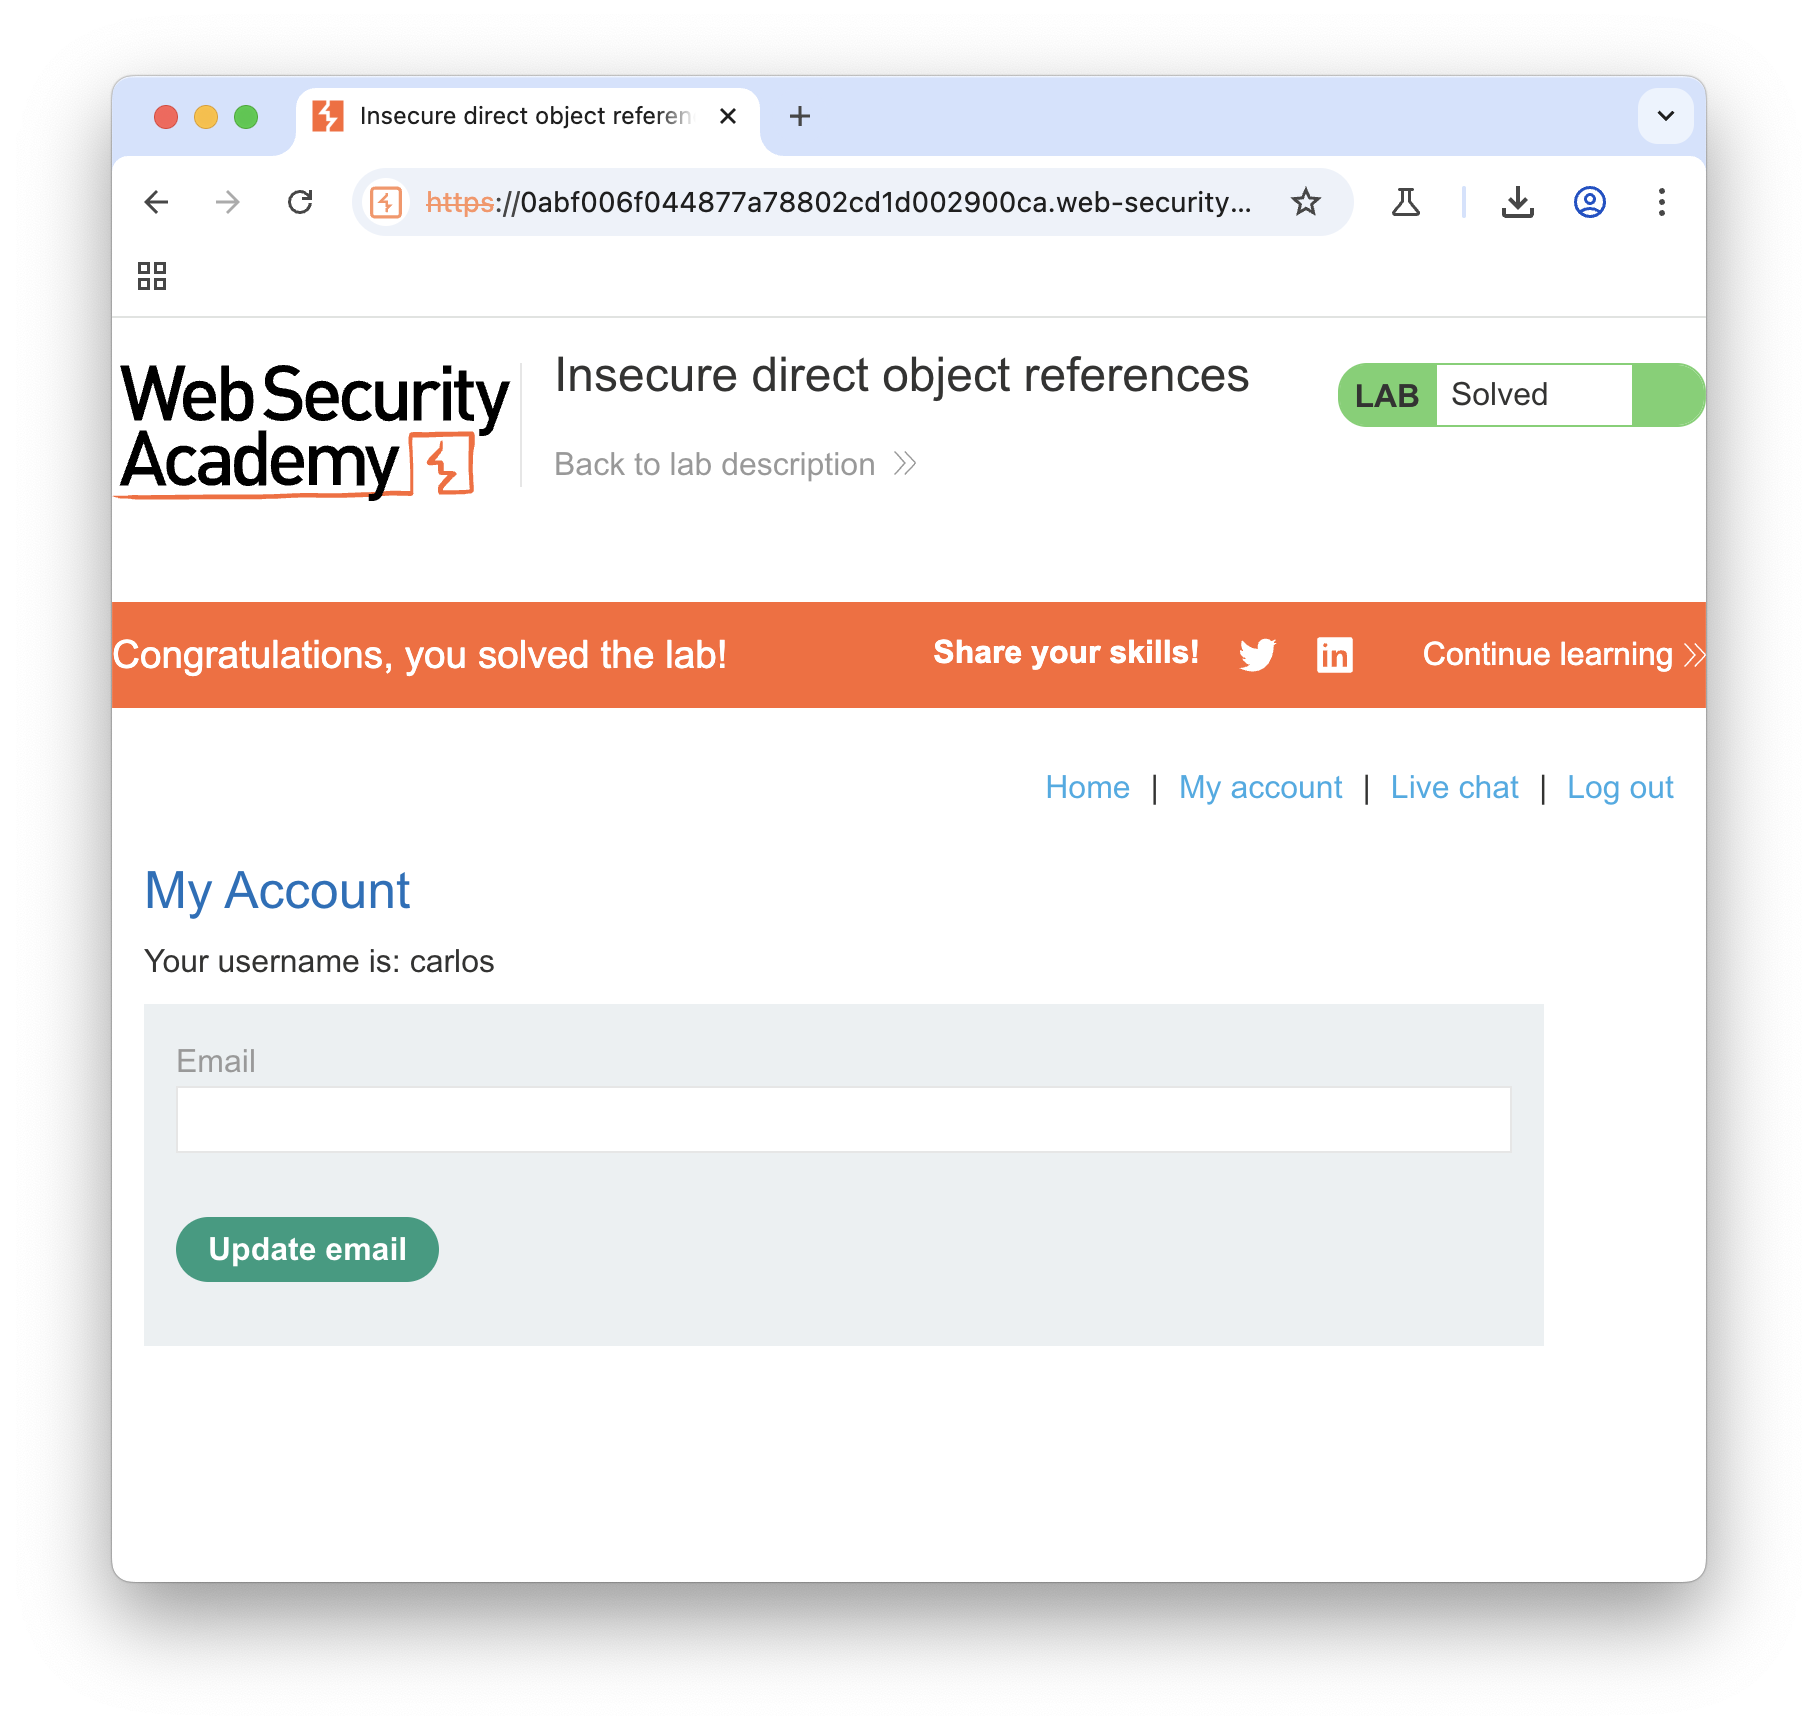 Insecure direct object referen
https://0abf006f044877a78802cd1d002900ca.web-security...
Web Security
Academy
Insecure direct object references
Back to lab description
LAB Solved
Congratulations, you solved the lab!
Share your skills!
Continue learning
Home | My account | Live chat | Log out
My Account
Your username is: carlos
Email
Update email